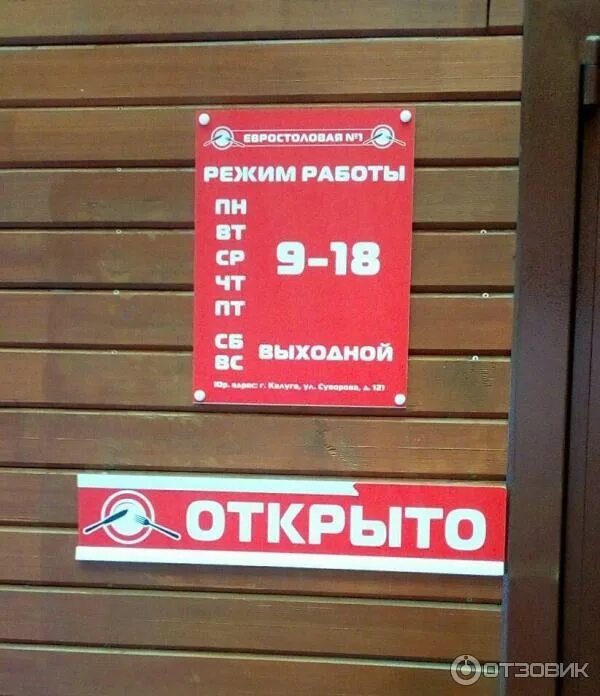 ЕВРОСТОЛОВАЯ №1
РЕЖИМ РАБОТЫ
ПН
ВТ
СР
ЧТ
ПТ
9-18
СБ
ВС
ВЫХОДНОЙ
Юр. адрес: г. Калуга, ул. Суворова, д. 121
ОТКРЫТО
ОТЗОВИК